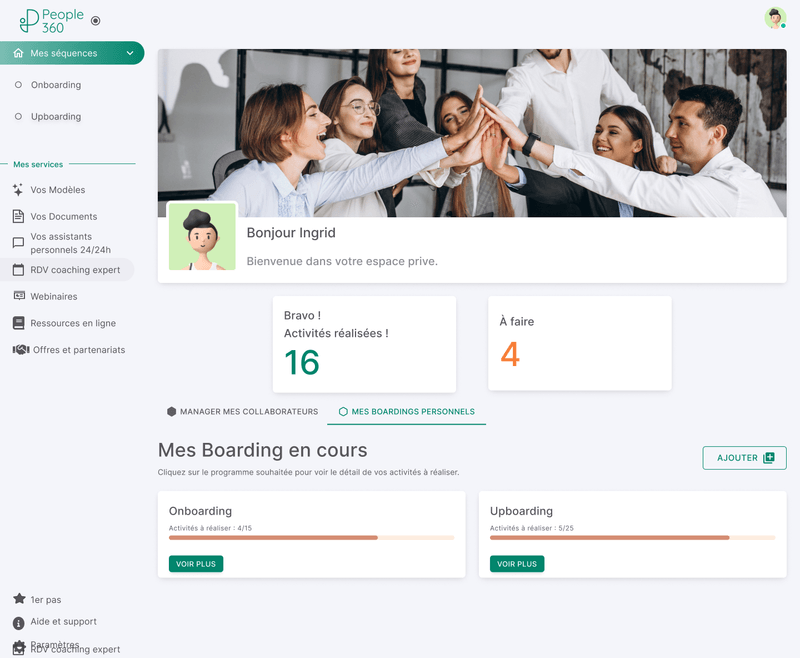 People
360
Mes séquences
Onboarding
Upboarding
Mes services
Vos Modèles
Vos Documents
Vos assistants
personnels 24/24h
RDV coaching expert
Webinaires
Ressources en ligne
Offres et partenariats
1er pas
Aide et support
Paramètres
RDV coaching expert
Bonjour Ingrid
Bienvenue dans votre espace prive.
Bravo !
Activités réalisées !
16
À faire
4
MANAGER MES COLLABORATEURS
MES BOARDINGS PERSONNELS
Mes Boarding en cours
Cliquez sur le programme souhaitée pour voir le détail de vos activités à réaliser.
AJOUTER
Onboarding
Activités à réaliser : 4/15
VOIR PLUS
Upboarding
Activités à réaliser : 5/25
VOIR PLUS